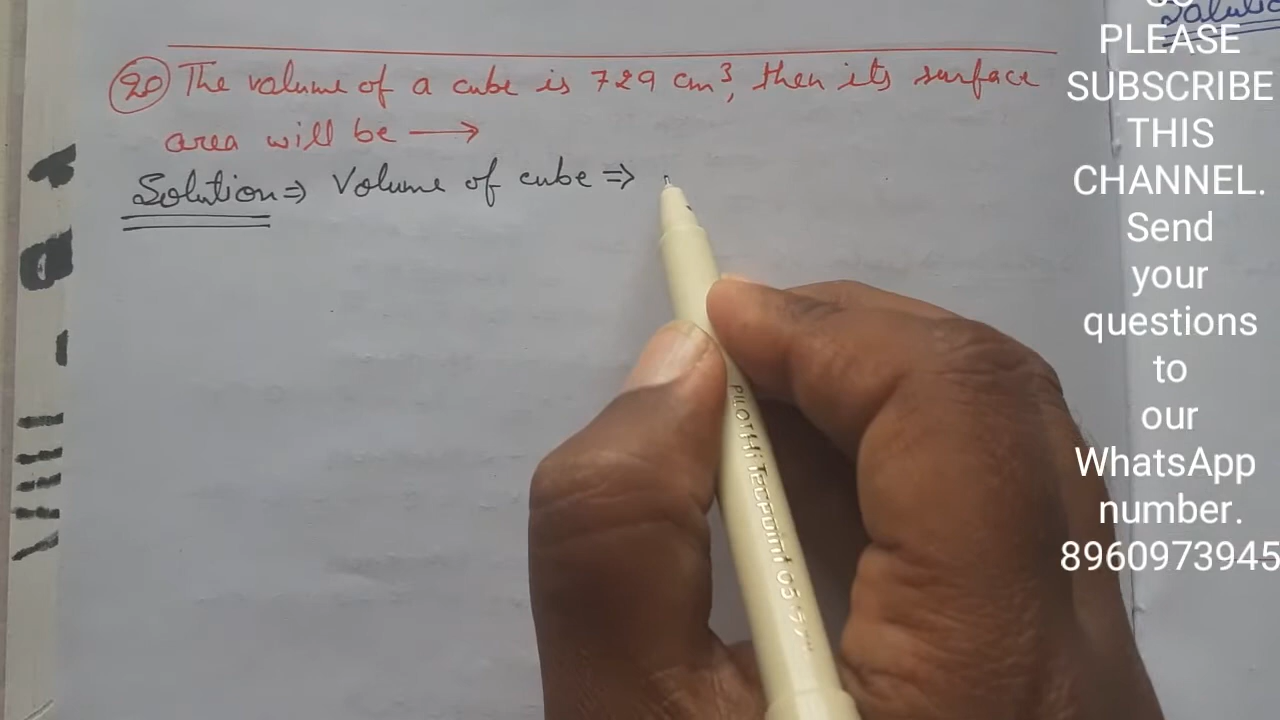 20 The volume of a cube is 729 cm³, then its surface
area will be →
Solution ⇒ Volume of cube ⇒
PILOT Hi-TECPOINT 05
PLEASE
SUBSCRIBE
THIS
CHANNEL.
Send
your
questions
to
our
WhatsApp
number.
8960973945